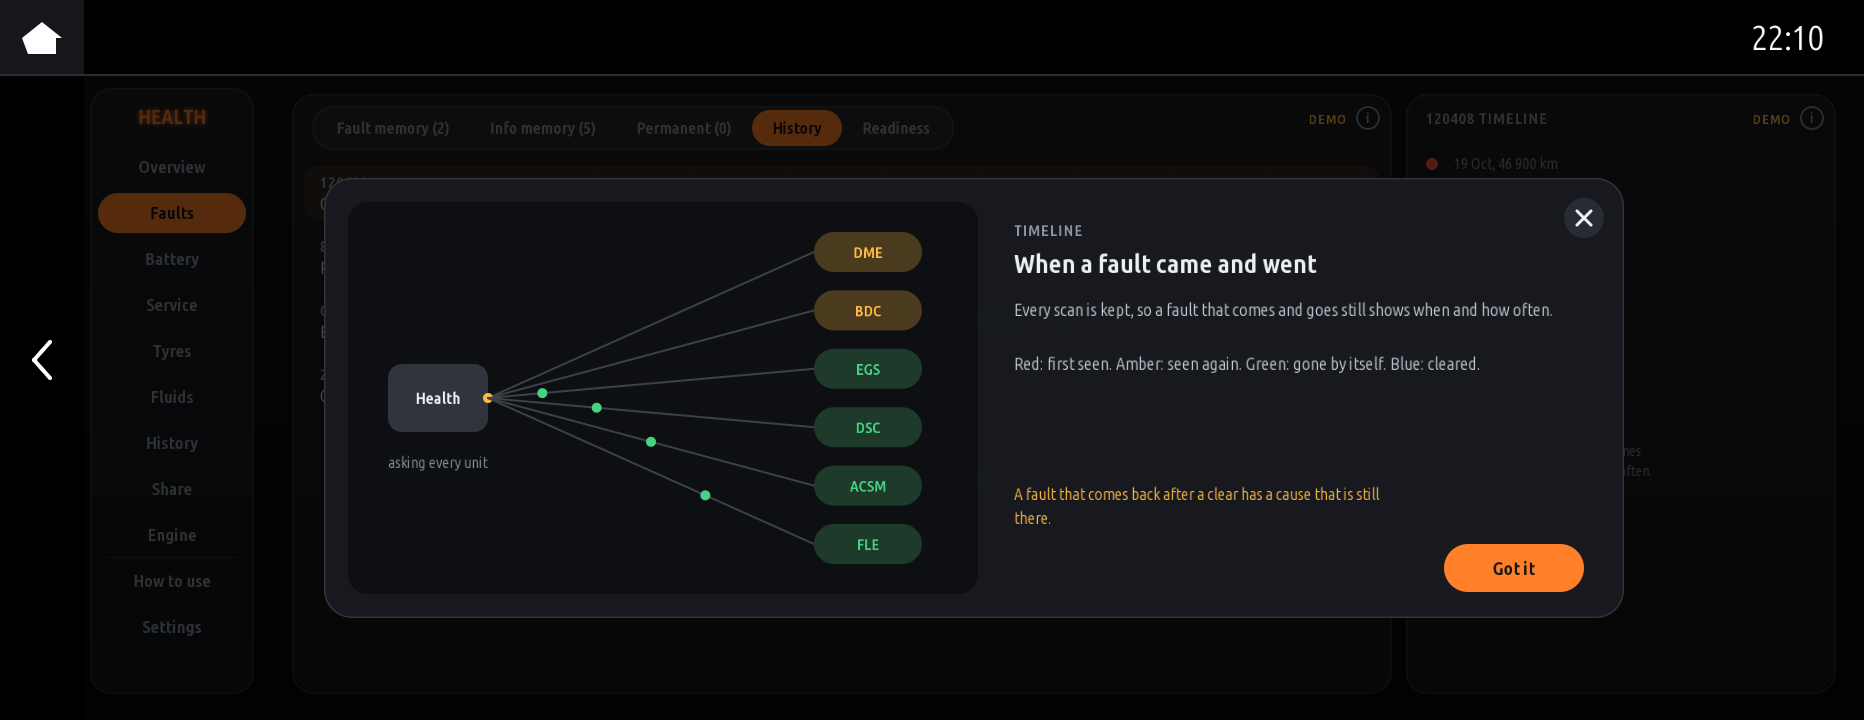 22:10
HEALTH
Overview
Faults
Battery
Service
Tyres
Fluids
History
Share
Engine
How to use
Settings
Fault memory (2)
Info memory (5)
Permanent (0)
History
Readiness
DEMO
i
120408 TIMELINE
DEMO
i
19 Oct, 46 900 km
Health
asking every unit
DME
BDC
EGS
DSC
ACSM
FLE
TIMELINE
When a fault came and went
Every scan is kept, so a fault that comes and goes still shows when and how often.
Red: first seen. Amber: seen again. Green: gone by itself. Blue: cleared.
A fault that comes back after a clear has a cause that is still
there.
Got it